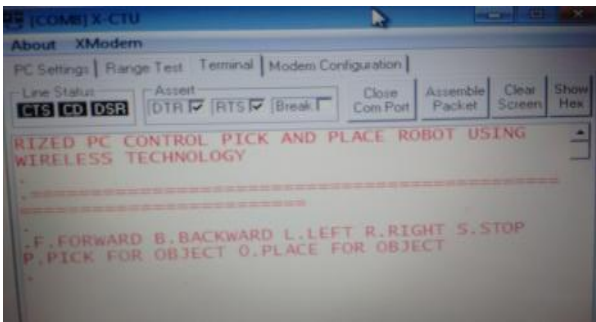 [COM8] X-CTU
About XModem
PC Settings Range Test Terminal Modem Configuration
Line Status
Assert
CTS CD DSR
DTR RTS Break
Close Com Port
Assemble Packet
Clear Screen
Show Hex
RIZED PC CONTROL PICK AND PLACE ROBOT USING
WIRELESS TECHNOLOGY
.
.==================================================
===========================
.
.F.FORWARD B.BACKWARD L.LEFT R.RIGHT S.STOP
P.PICK FOR OBJECT O.PLACE FOR OBJECT
.